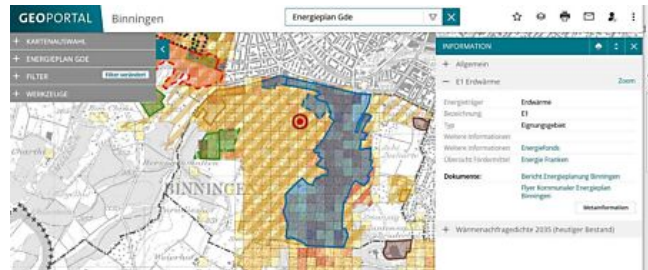 GEOPORTAL Binningen
Energieplan Gde
+ KARTENAUSWAHL
+ ENERGIEPLAN GDE
+ FILTER Filter verändert
+ WERKZEUGE
BINNINGEN
INFORMATION
+ Allgemein
− E1 Erdwärme Zoom
Energieträger Erdwärme
Bezeichnung E1
Typ Eignungsgebiet
Weitere Informationen
Weitere Informationen Energiefonds
Übersicht Fördermittel Energie Franken
Dokumente: Bericht Energieplanung Binningen
Flyer Kommunaler Energieplan
Binningen
Metainformation
+ Wärmenachfragedichte 2035 (heutiger Bestand)